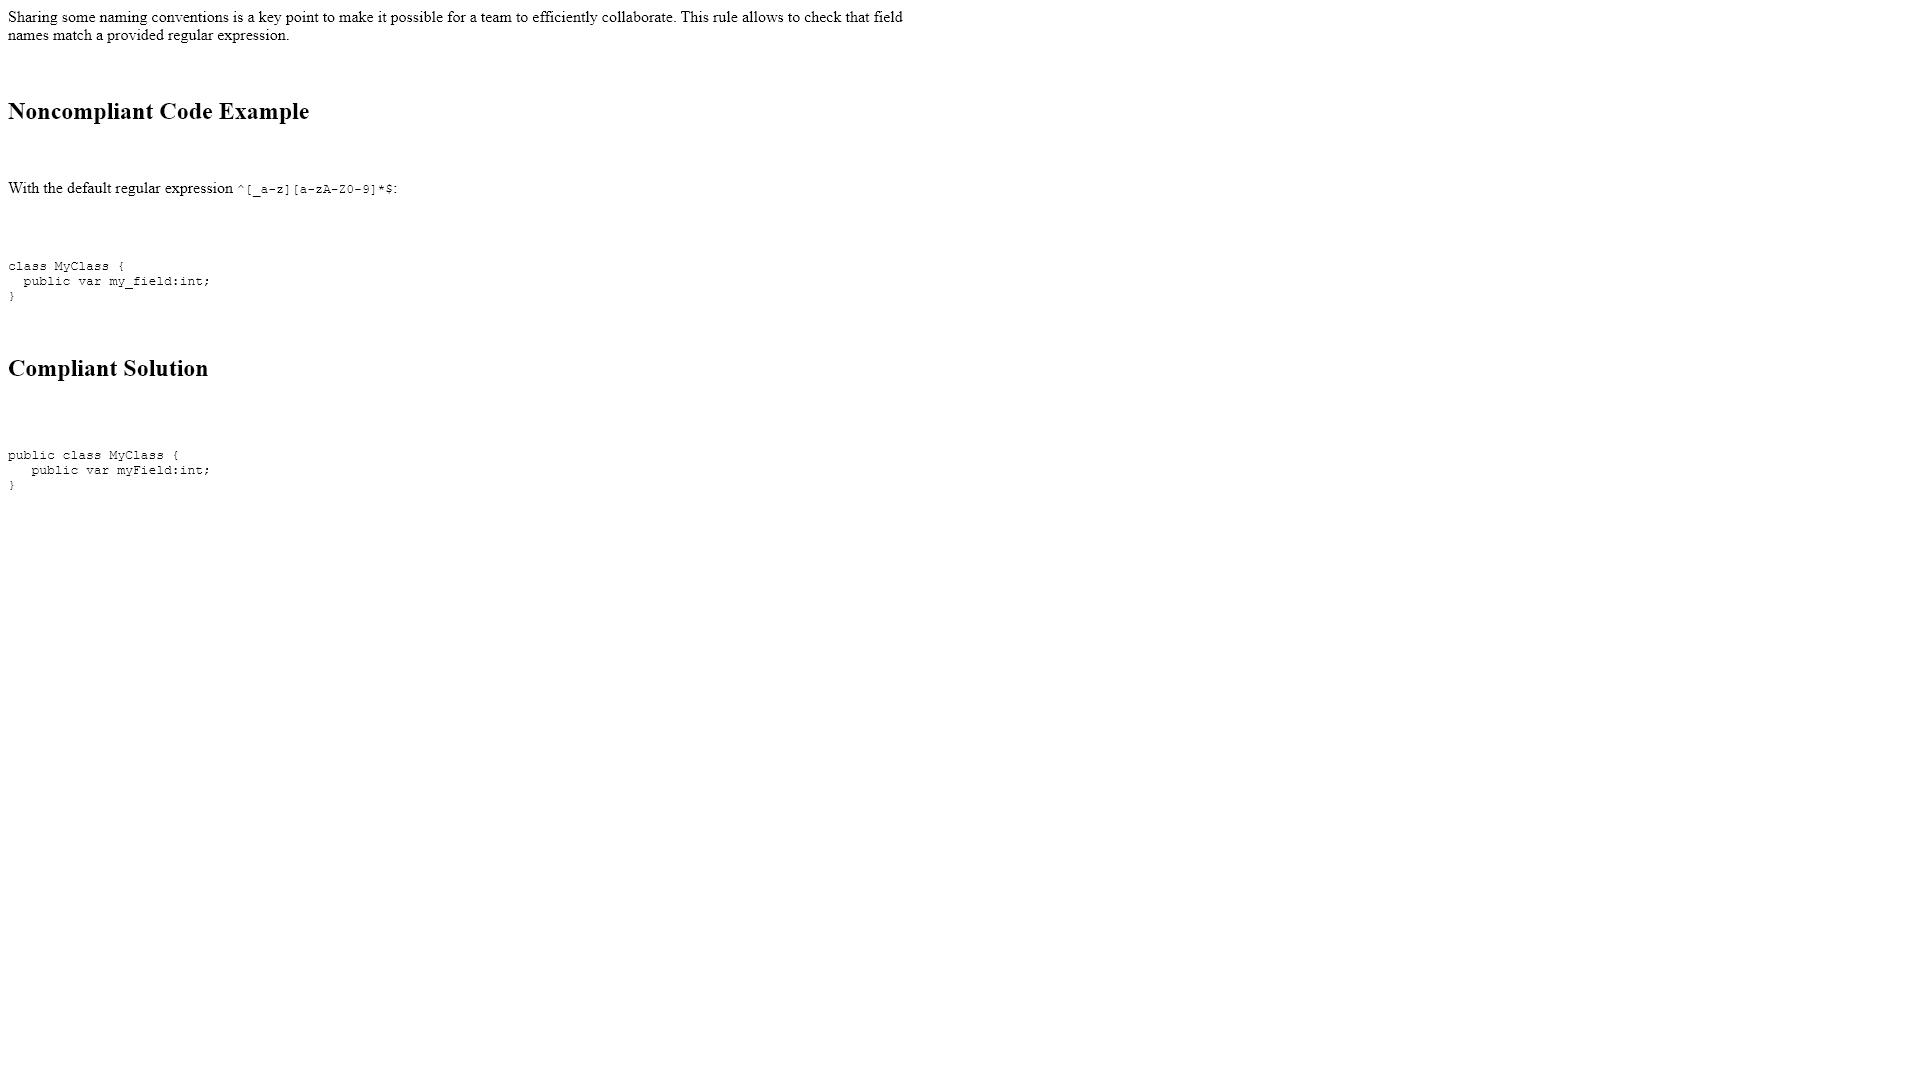 Sharing some naming conventions is a key point to make it possible for a team to efficiently collaborate. This rule allows to check that field
names match a provided regular expression.
Noncompliant Code Example
With the default regular expression ^[_a-z][a-zA-Z0-9]*$:
class MyClass {
  public var my_field:int;
}
Compliant Solution
public class MyClass {
   public var myField:int;
}